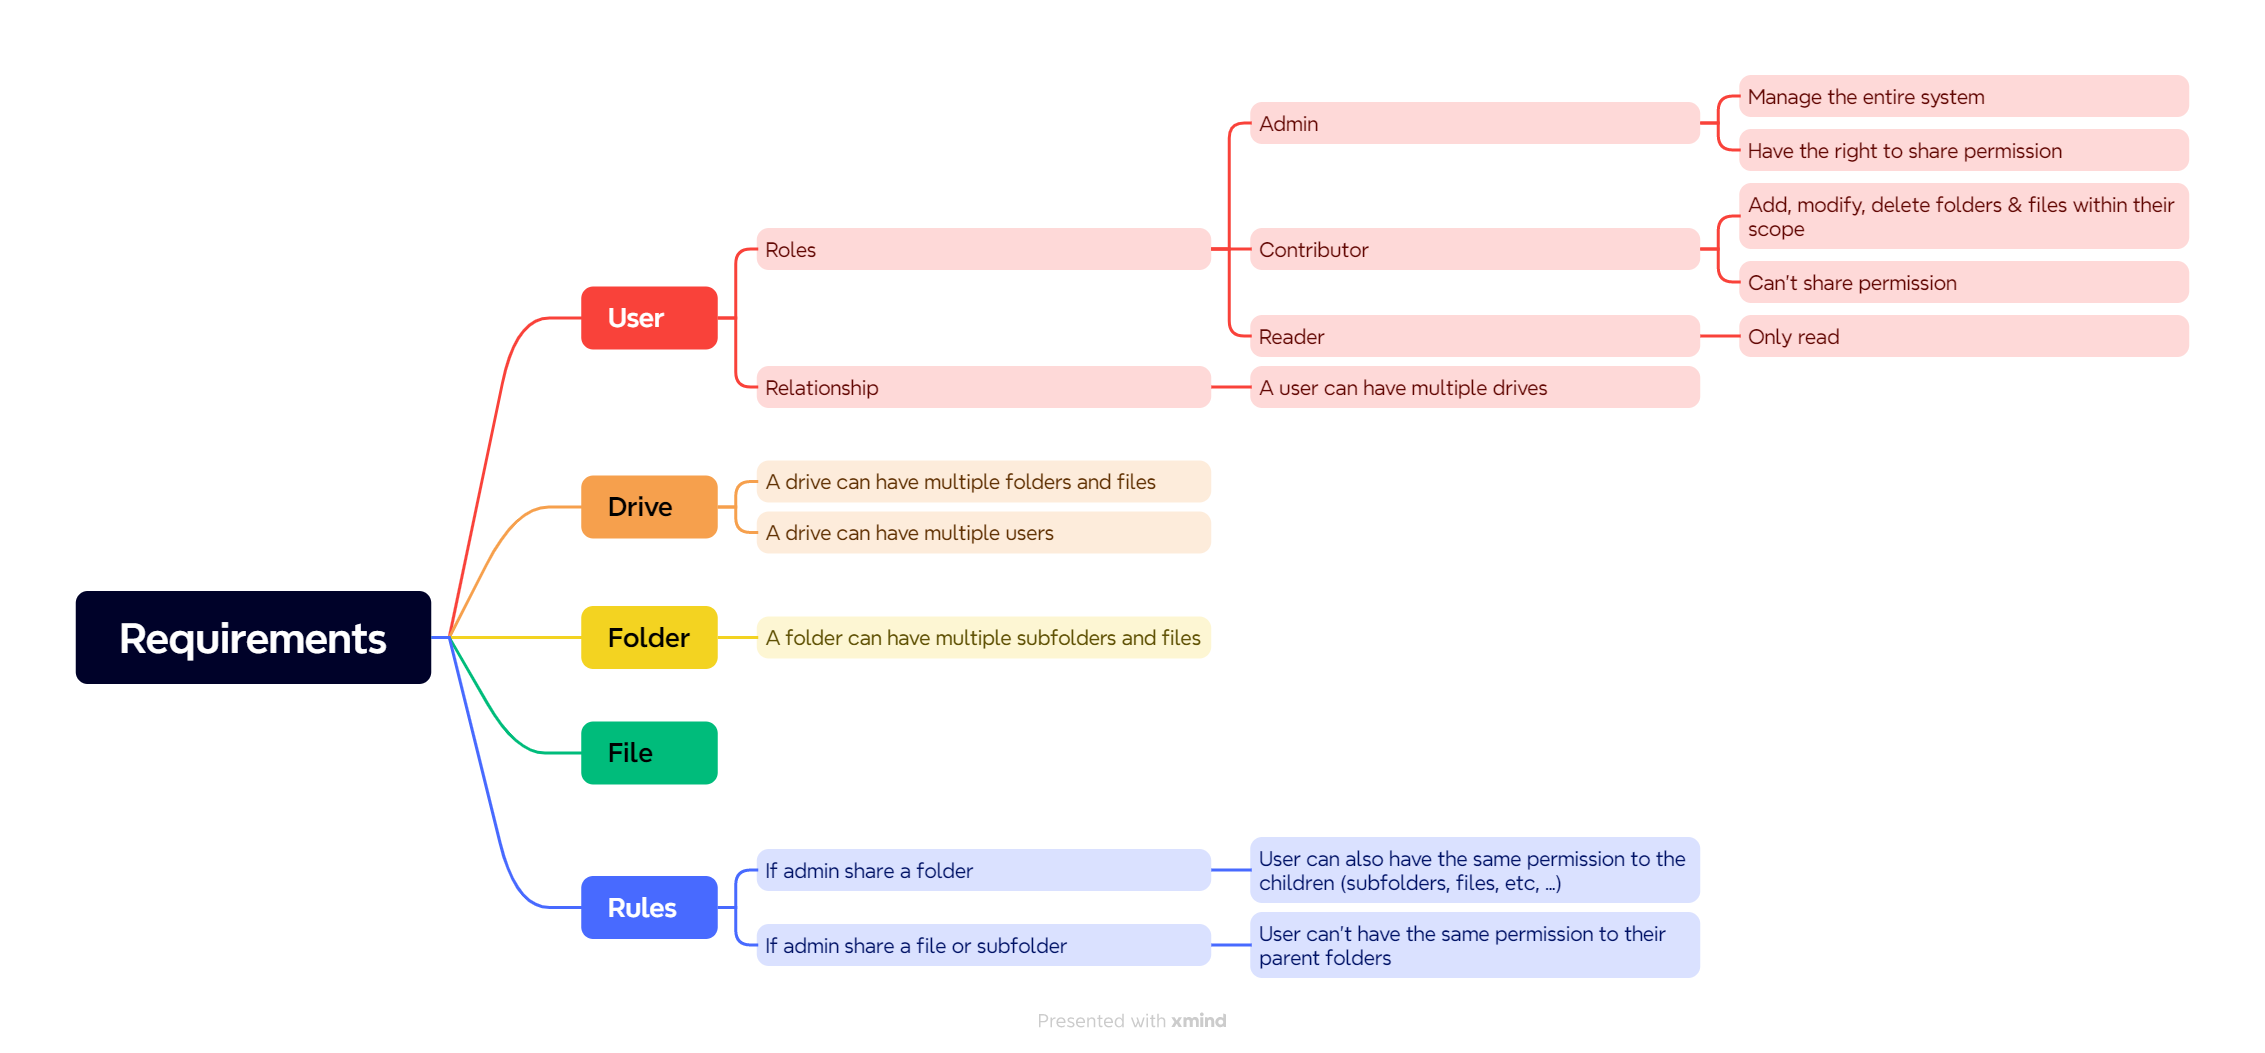 Requirements
User
Roles
Admin
Manage the entire system
Have the right to share permission
Contributor
Add, modify, delete folders & files within their
scope
Can't share permission
Reader
Only read
Relationship
A user can have multiple drives
Drive
A drive can have multiple folders and files
A drive can have multiple users
Folder
A folder can have multiple subfolders and files
File
Rules
If admin share a folder
User can also have the same permission to the
children (subfolders, files, etc, ...)
If admin share a file or subfolder
User can't have the same permission to their
parent folders
Presented with xmind